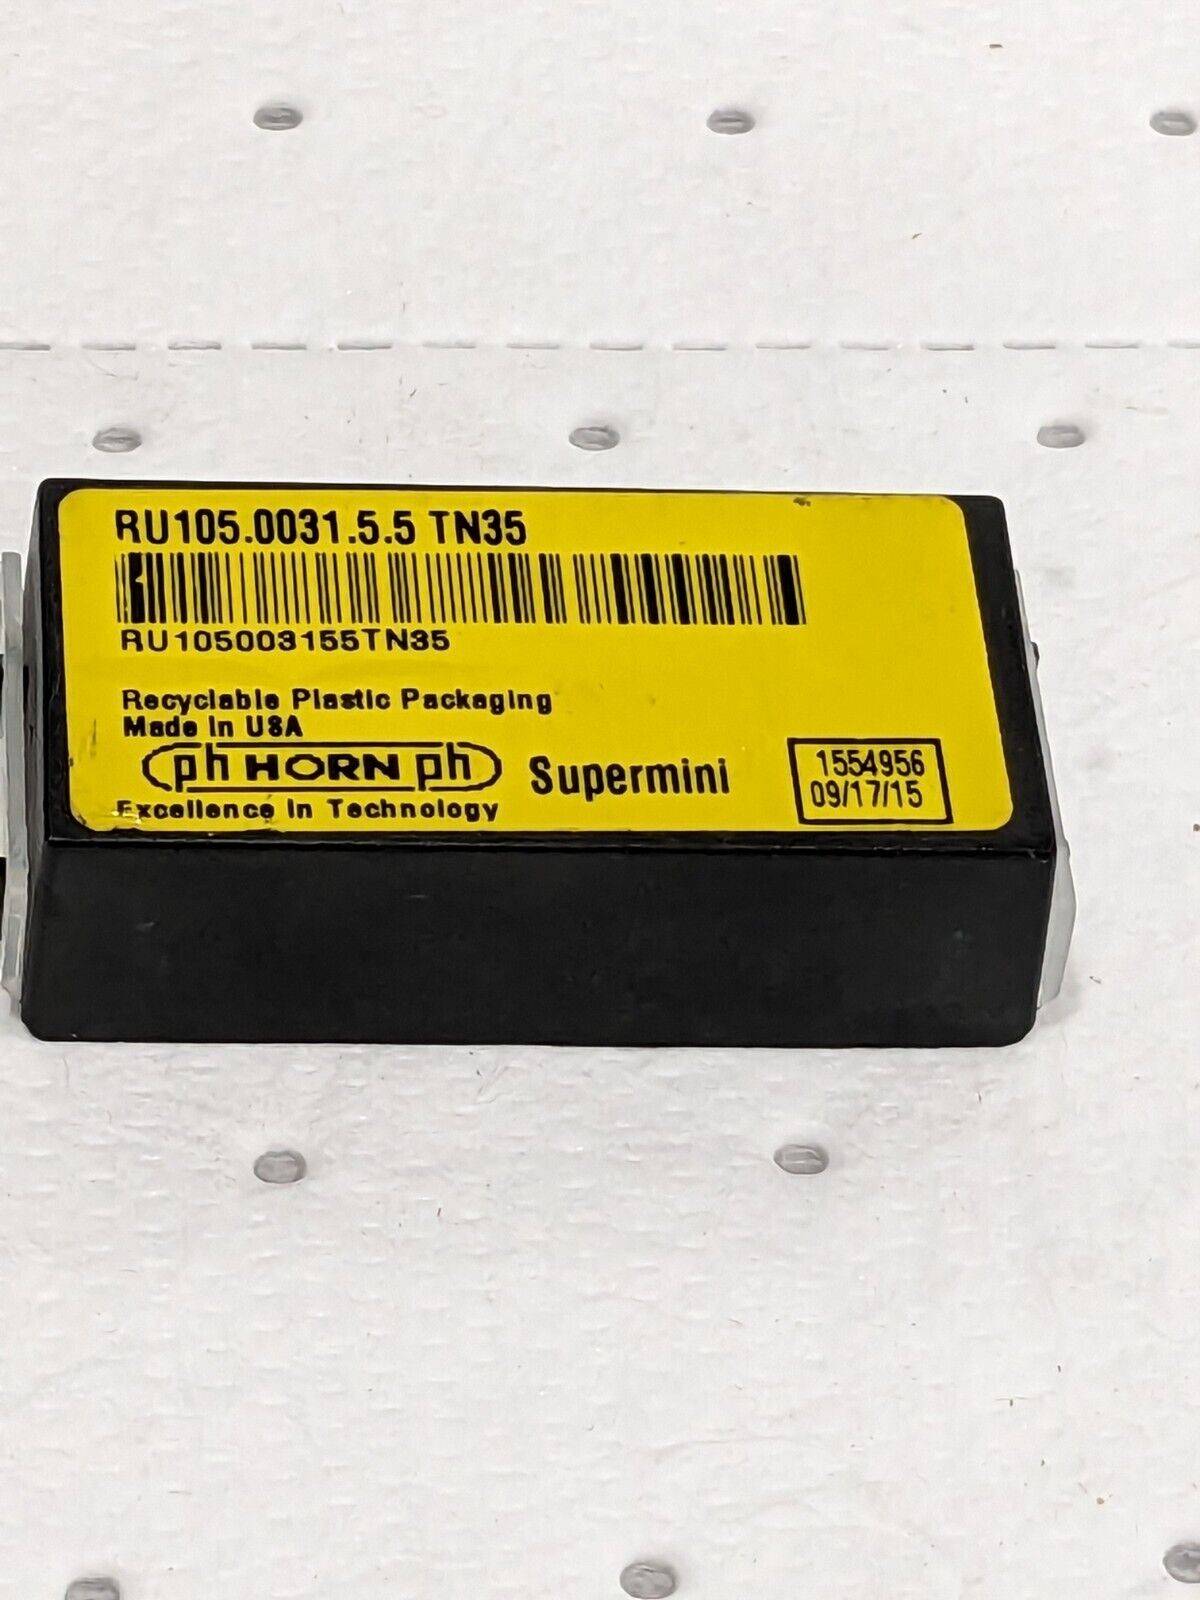 RU105.0031.5.5 TN35
RU105003155TN35
Recyclable Plastic Packaging
Made in USA
ph HORN ph
Supermini
Excellence in Technology
1554956
09/17/15